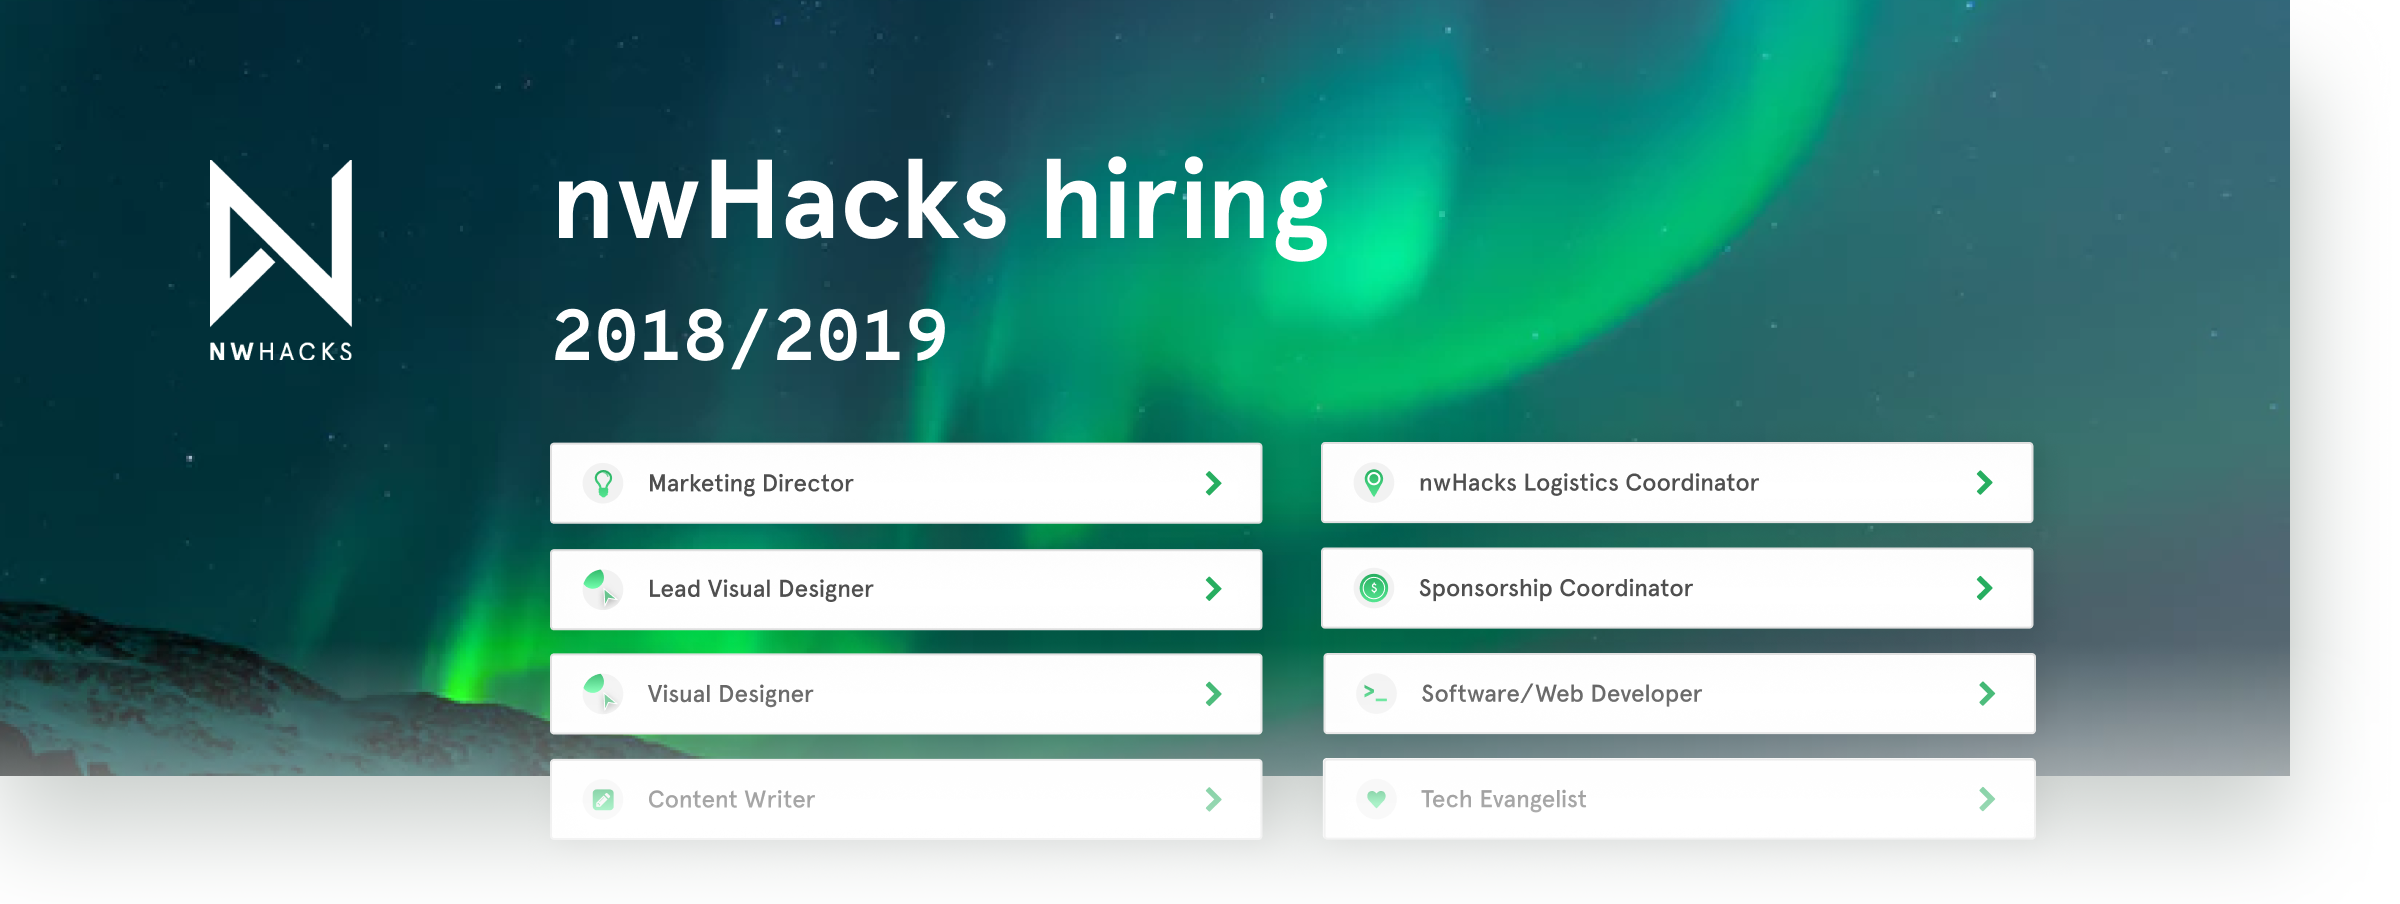 NWHACKS
nwHacks hiring
2018/2019
Marketing Director
nwHacks Logistics Coordinator
Lead Visual Designer
Sponsorship Coordinator
$
Visual Designer
>_ Software/Web Developer
Content Writer
Tech Evangelist